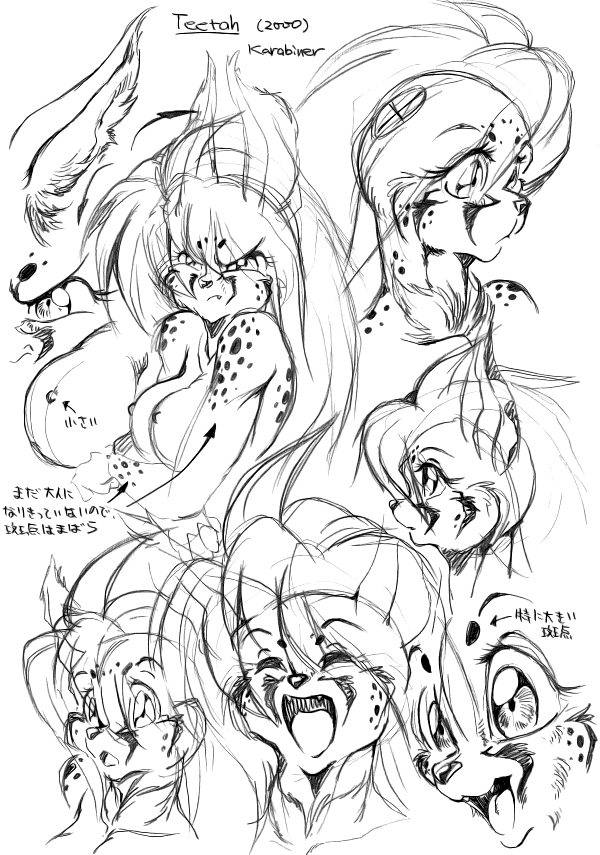 Teetah (2000)
Karabiner
小さい
まだ大人に
なりきっていないので、
斑点はまばら
特に大きい
斑点